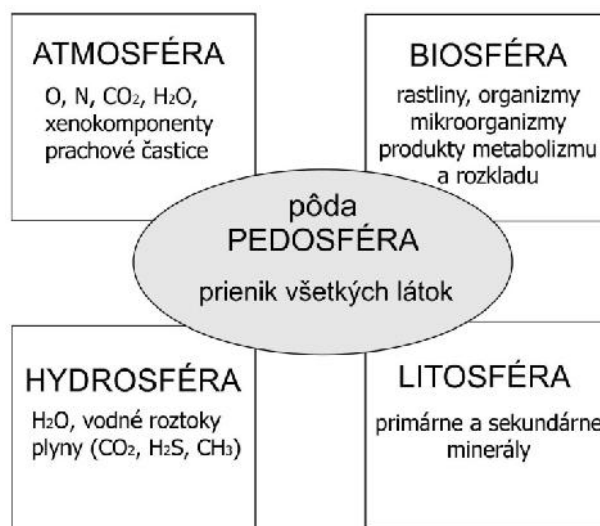 ATMOSFÉRA
O, N, CO₂, H₂O,
xenokomponenty
prachové častice
BIOSFÉRA
rastliny, organizmy
mikroorganizmy
produkty metabolizmu
a rozkladu
pôda
PEDOSFÉRA
prienik všetkých látok
HYDROSFÉRA
H₂O, vodné roztoky
plyny (CO₂, H₂S, CH₃)
LITOSFÉRA
primárne a sekundárne
minerály